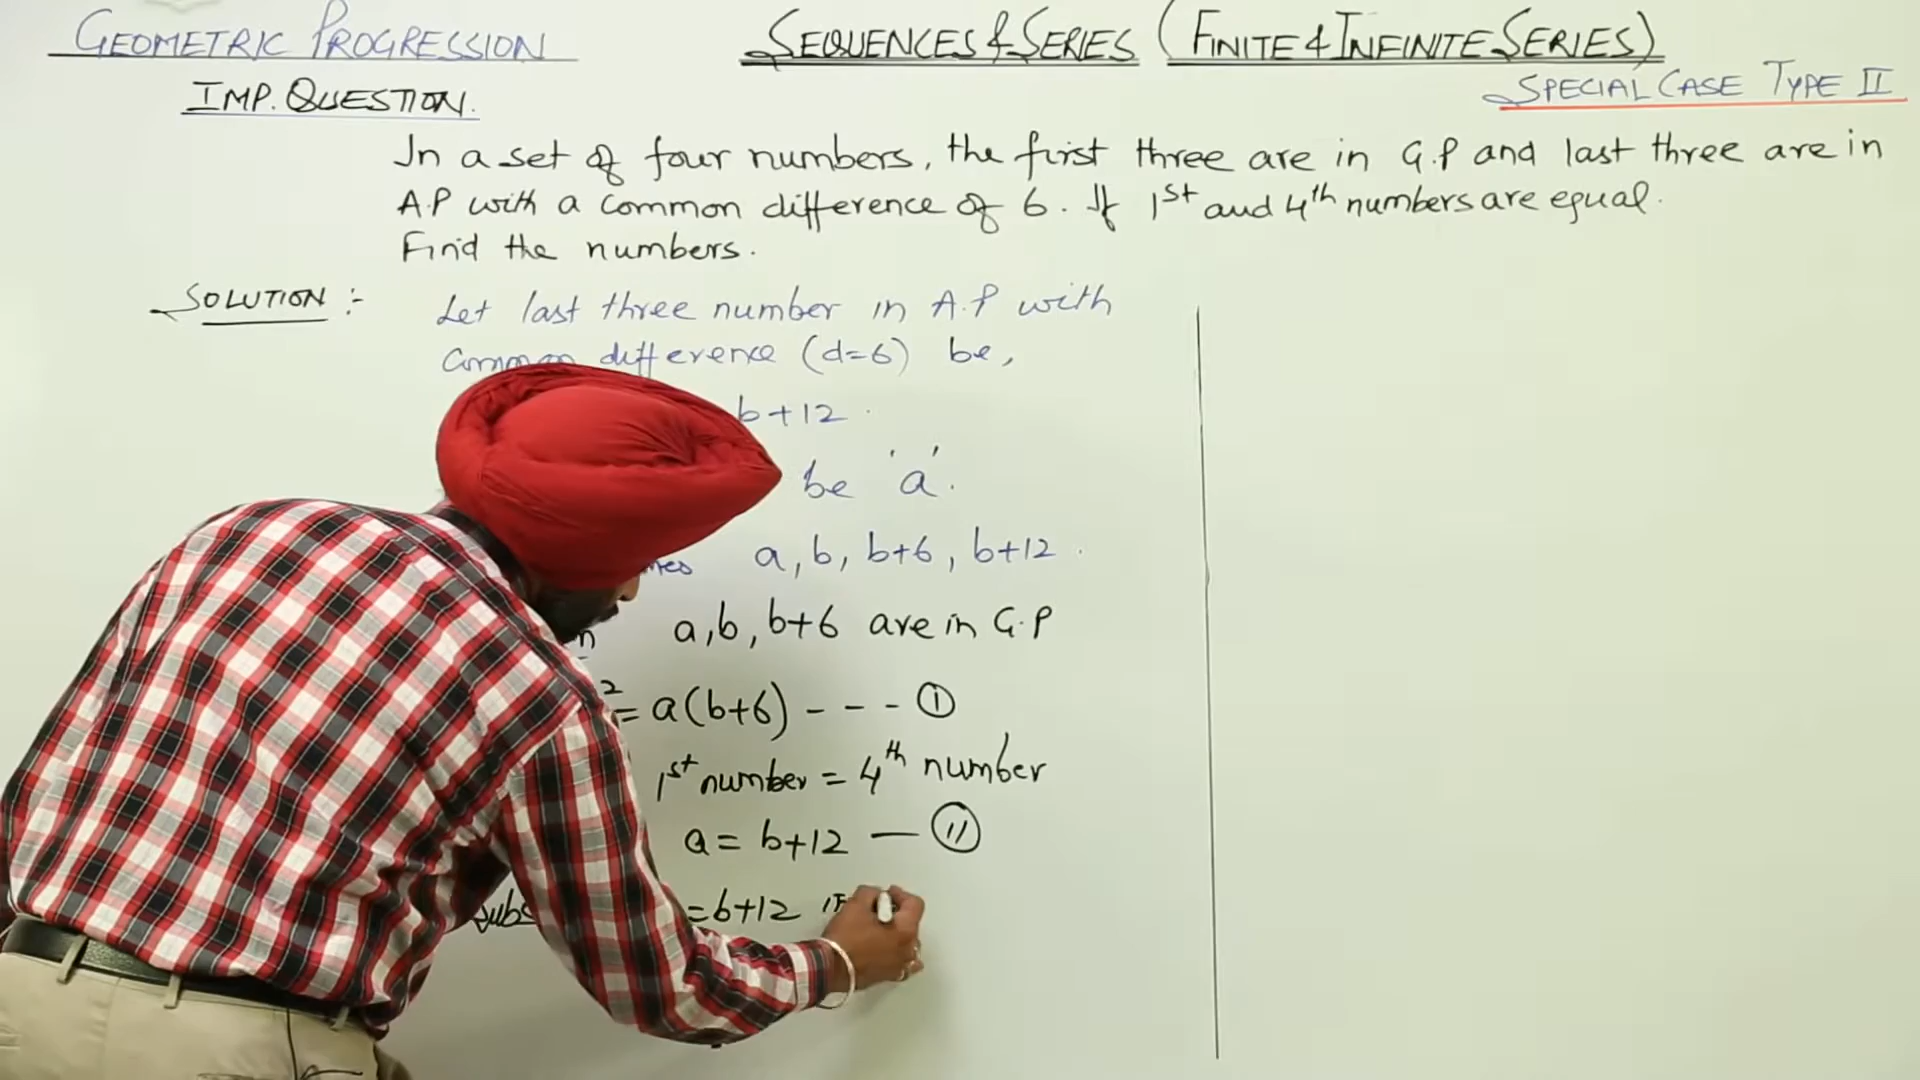 GEOMETRIC PROGRESSION
SEQUENCES & SERIES (FINITE & INFINITE SERIES)
IMP. QUESTION.
SPECIAL CASE TYPE II
In a set of four numbers, the first three are in G.P and last three are in
A.P with a common difference of 6. If 1st and 4th numbers are equal.
Find the numbers.
SOLUTION :-
Let last three number in A.P with
Common difference (d=6) be,
b+12.
be 'a'.
a, b, b+6, b+12.
a, b, b+6 are in G.P
2 = a(b+6) - - - ①
1st number = 4th number
a = b+12 — (II)
= b+12